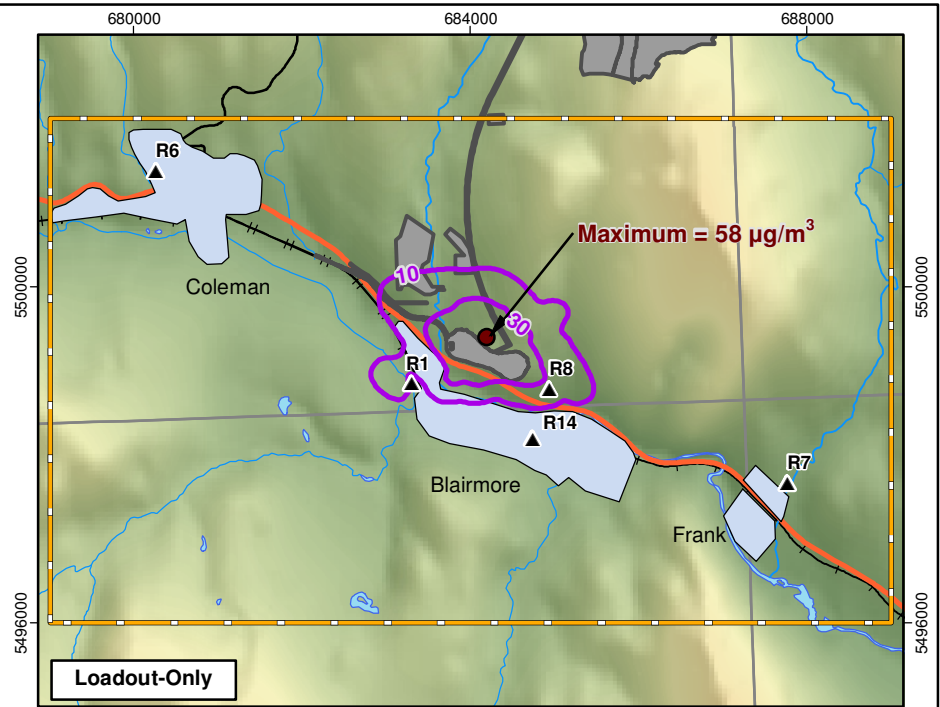 680000 684000 688000
R6
Maximum = 58 µg/m³
10
5500000 5500000
Coleman
30
R1
R8
R14
R7
Blairmore
Frank
5496000 5496000
Loadout-Only